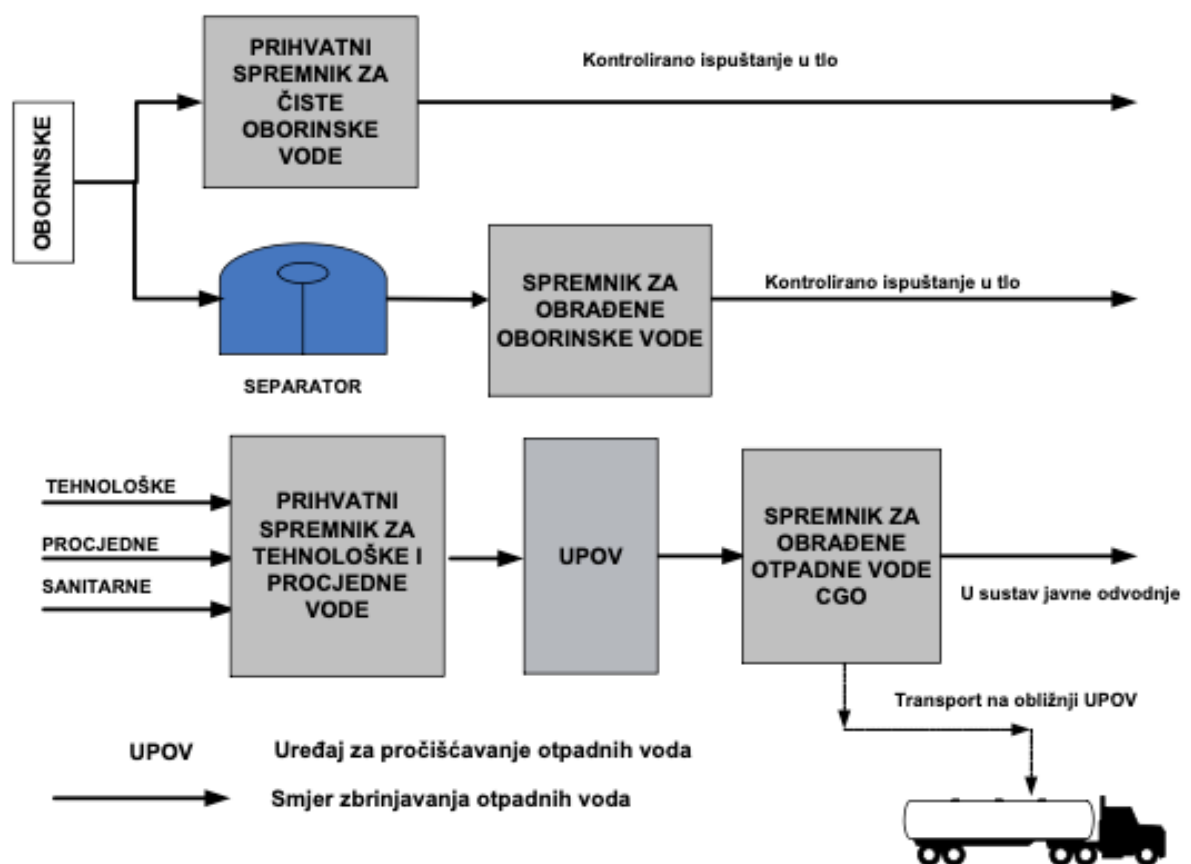 OBORINSKE
PRIHVATNI
SPREMNIK ZA
ČISTE
OBORINSKE
VODE
Kontrolirano ispuštanje u tlo
SEPARATOR
SPREMNIK ZA
OBRAĐENE
OBORINSKE VODE
Kontrolirano ispuštanje u tlo
TEHNOLOŠKE
PROCJEDNE
SANITARNE
PRIHVATNI
SPREMNIK ZA
TEHNOLOŠKE I
PROCJEDNE
VODE
UPOV
SPREMNIK ZA
OBRAĐENE
OTPADNE VODE
CGO
U sustav javne odvodnje
Transport na obližnji UPOV
UPOV Uređaj za pročišćavanje otpadnih voda
Smjer zbrinjavanja otpadnih voda